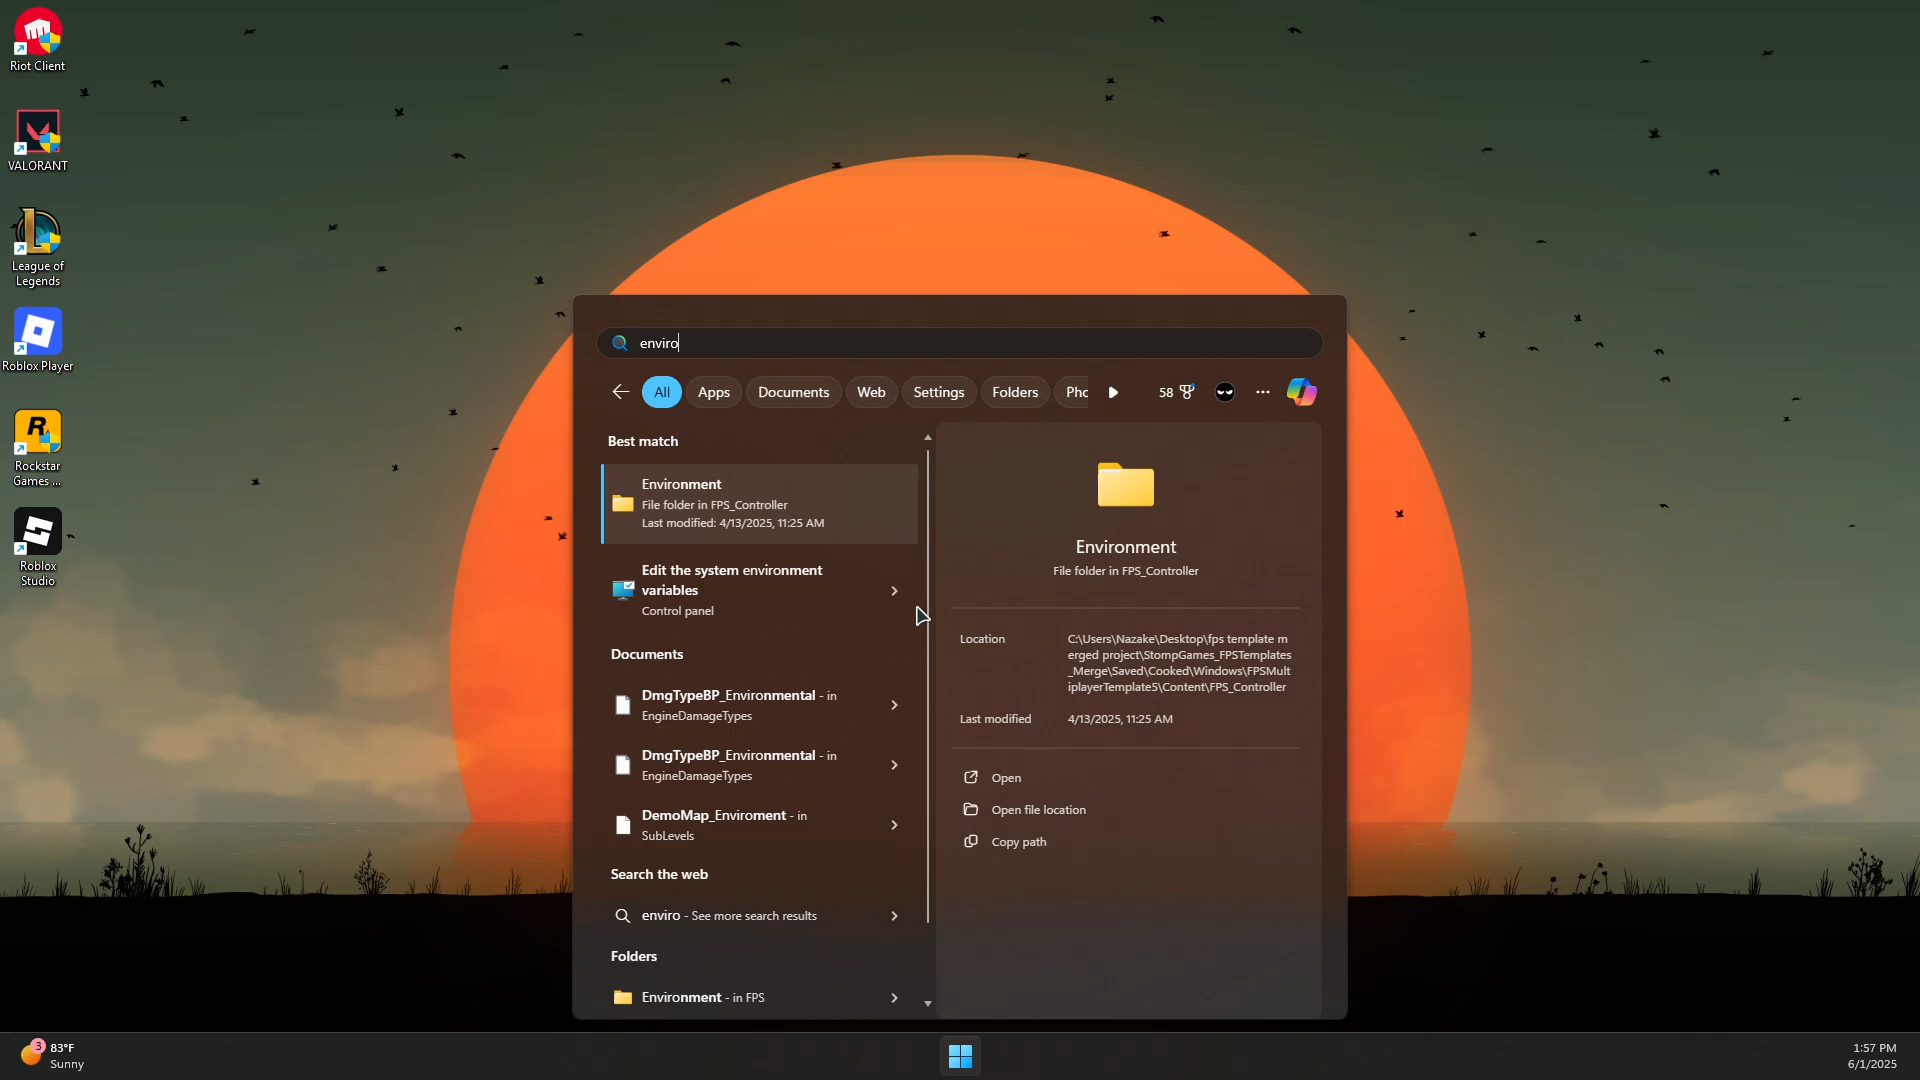 Riot Client
VALORANT
League of
Legends
Roblox Player
Rockstar
Games ...
Roblox
Studio
enviro
All
Apps
Documents
Web
Settings
Folders
Pho
58
Best match
Environment
File folder in FPS_Controller
Last modified: 4/13/2025, 11:25 AM
Edit the system environment
variables
Control panel
Documents
DmgTypeBP_Environmental - in
EngineDamageTypes
DmgTypeBP_Environmental - in
EngineDamageTypes
DemoMap_Enviroment - in
SubLevels
Search the web
enviro - See more search results
Folders
Environment - in FPS
Environment
File folder in FPS_Controller
Location
C:\Users\Nazake\Desktop\fps template m
erged project\StompGames_FPSTemplates
_Merge\Saved\Cooked\Windows\FPSMult
iplayerTemplate5\Content\FPS_Controller
Last modified
4/13/2025, 11:25 AM
Open
Open file location
Copy path
3
83°F
Sunny
1:57 PM
6/1/2025